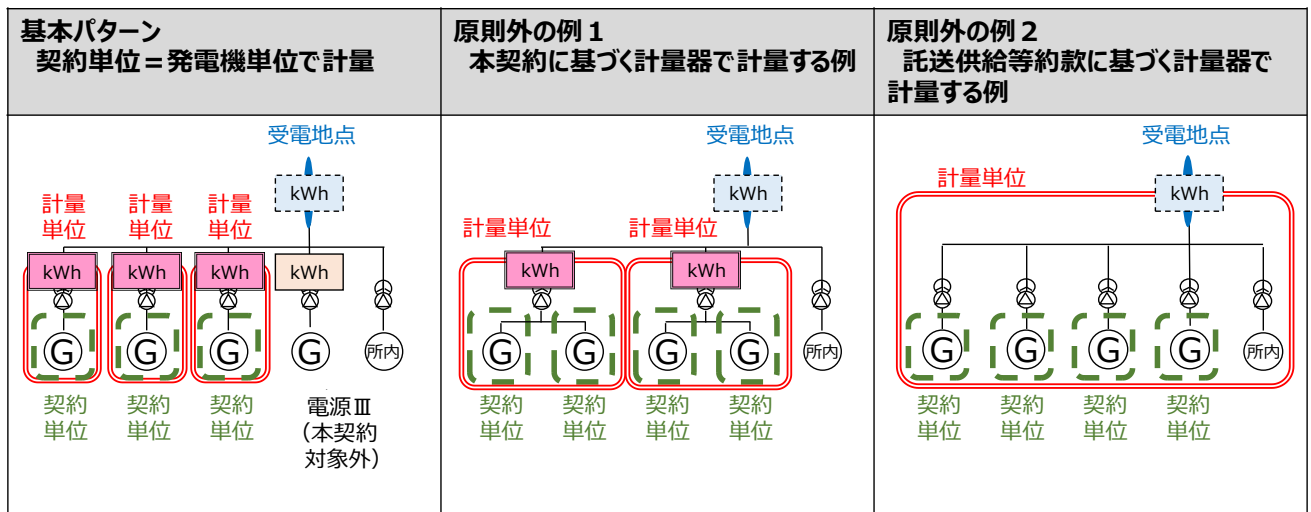 基本パターン
契約単位＝発電機単位で計量
受電地点
kWh
計量
単位
計量
単位
計量
単位
kWh
kWh
kWh
kWh
G
G
G
G
所内
契約
単位
契約
単位
契約
単位
電源Ⅲ
（本契約
対象外）
原則外の例１
本契約に基づく計量器で計量する例
受電地点
kWh
計量単位
計量単位
kWh
kWh
G
G
G
G
所内
契約
単位
契約
単位
契約
単位
契約
単位
原則外の例２
託送供給等約款に基づく計量器で
計量する例
受電地点
計量単位
kWh
G
G
G
G
所内
契約
単位
契約
単位
契約
単位
契約
単位